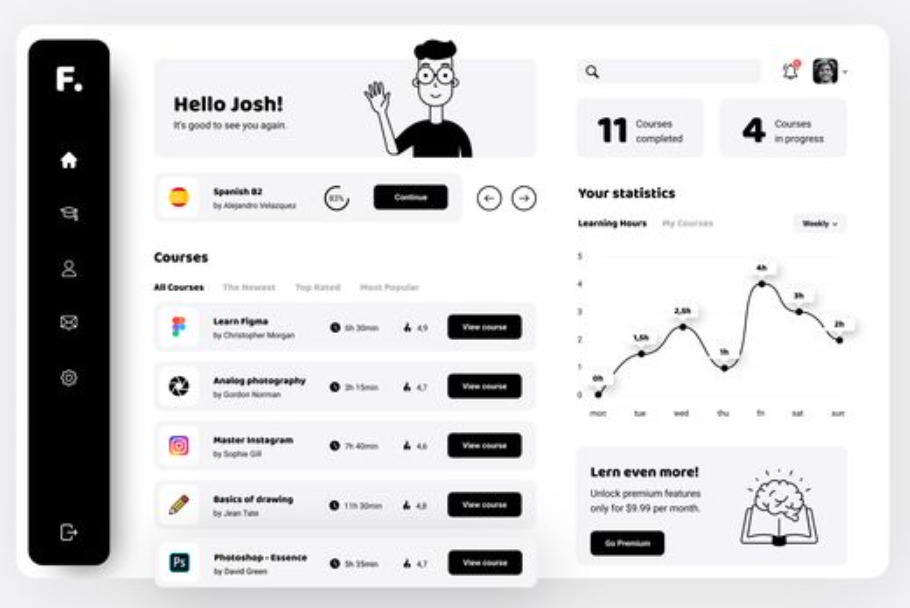 F.
Hello Josh!
It's good to see you again.
Spanish B2
by Alejandro Velazquez
83%
Continue
Courses
All Courses The Newest Top Rated Most Popular
Learn Figma
by Christopher Morgan
6h 30min
4,9
View course
Analog photography
by Gordon Norman
3h 15min
4,7
View course
Master Instagram
by Sophie Gill
7h 40min
4,6
View course
Basics of drawing
by Jean Tate
11h 30min
4,8
View course
Ps
Photoshop - Essence
by David Green
5h 35min
4,7
View course
11
Courses
completed
4
Courses
in progress
Your statistics
Learning Hours My Courses
Weekly
5
4
3
2
1
0
0h
1,5h
2,5h
1h
4h
3h
2h
mon tue wed thu fri sat sun
Lern even more!
Unlock premium features
only for $9.99 per month.
Go Premium